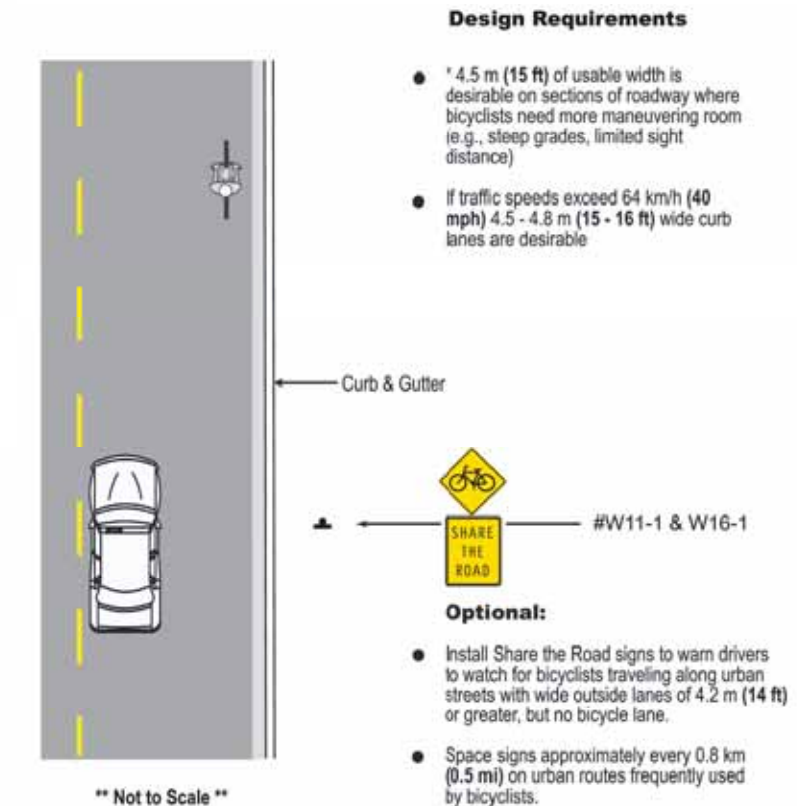 Design Requirements
* 4.5 m (15 ft) of usable width is
desirable on sections of roadway where
bicyclists need more maneuvering room
(e.g., steep grades, limited sight
distance)
If traffic speeds exceed 64 km/h (40
mph) 4.5 - 4.8 m (15 - 16 ft) wide curb
lanes are desirable
Curb & Gutter
#W11-1 & W16-1
SHARE
THE
ROAD
Optional:
Install Share the Road signs to warn drivers
to watch for bicyclists traveling along urban
streets with wide outside lanes of 4.2 m (14 ft)
or greater, but no bicycle lane.
Space signs approximately every 0.8 km
(0.5 mi) on urban routes frequently used
by bicyclists.
** Not to Scale **